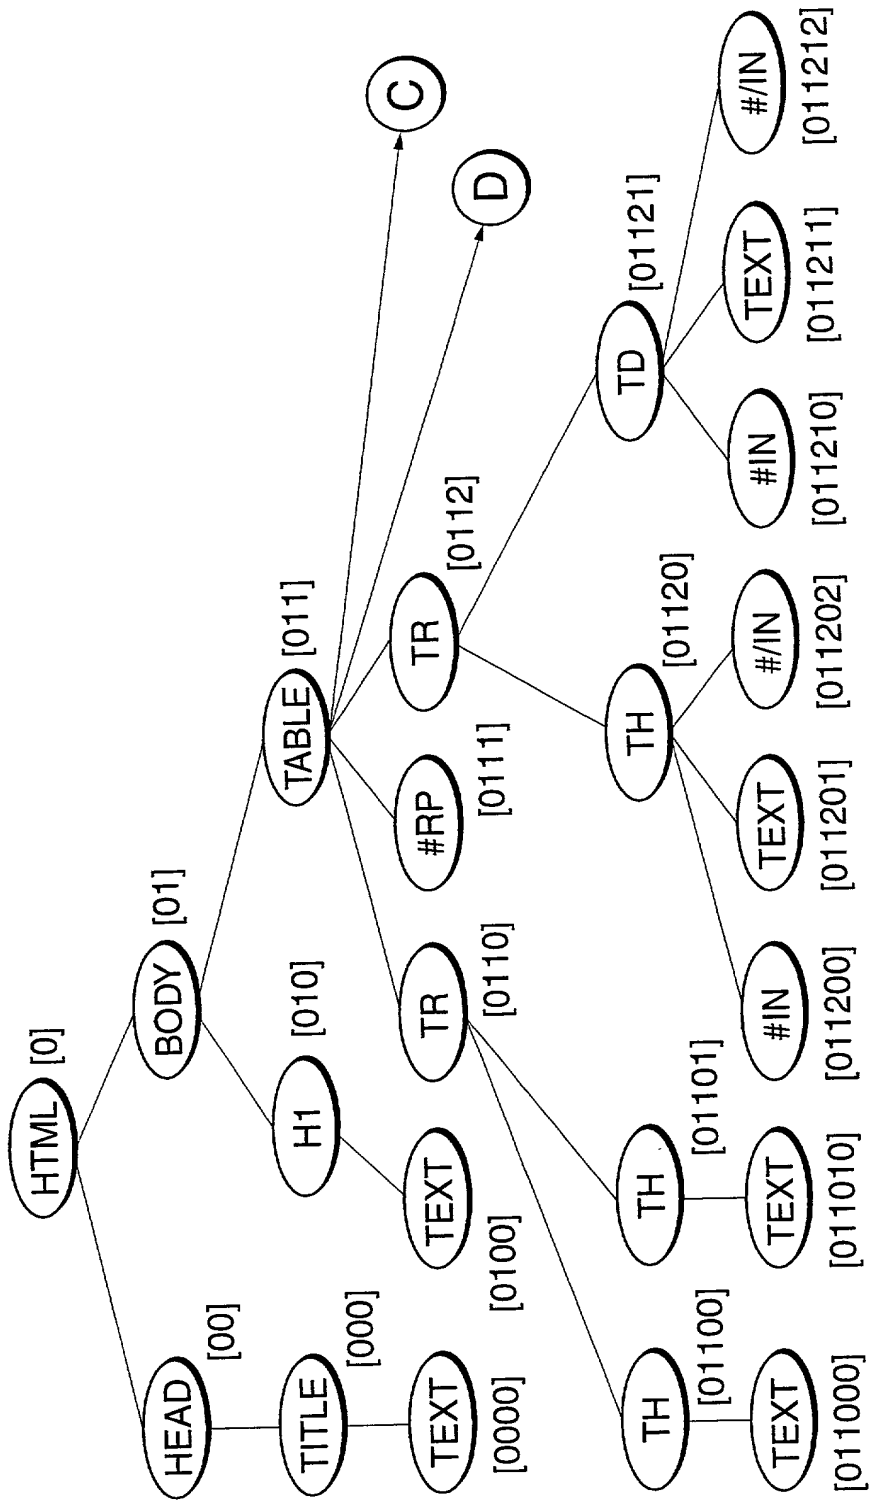 HTML [0]
HEAD [00]
BODY [01]
TITLE [000]
H1 [010]
TABLE [011]
TEXT [0000]
TEXT [0100]
TR [0110]
#RP [0111]
TR [0112]
D
C
TH [01100]
TH [01101]
TH [01120]
TD [01121]
TEXT [011000]
TEXT [011010]
#IN [011200]
TEXT [011201]
#/IN [011202]
#IN [011210]
TEXT [011211]
#/IN [011212]